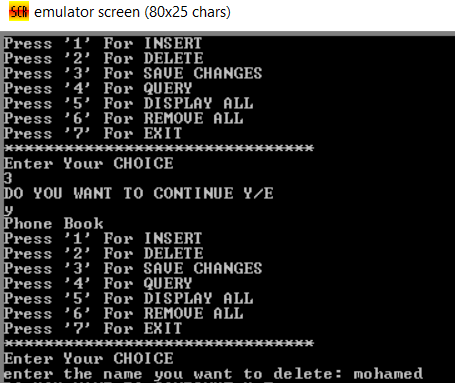 SCR emulator screen (80x25 chars)
Press '1' For INSERT
Press '2' For DELETE
Press '3' For SAVE CHANGES
Press '4' For QUERY
Press '5' For DISPLAY ALL
Press '6' For REMOVE ALL
Press '7' For EXIT
*******************************
Enter Your CHOICE
3
DO YOU WANT TO CONTINUE Y/E
y
Phone Book
Press '1' For INSERT
Press '2' For DELETE
Press '3' For SAVE CHANGES
Press '4' For QUERY
Press '5' For DISPLAY ALL
Press '6' For REMOVE ALL
Press '7' For EXIT
*******************************
Enter Your CHOICE
enter the name you want to delete: mohamed